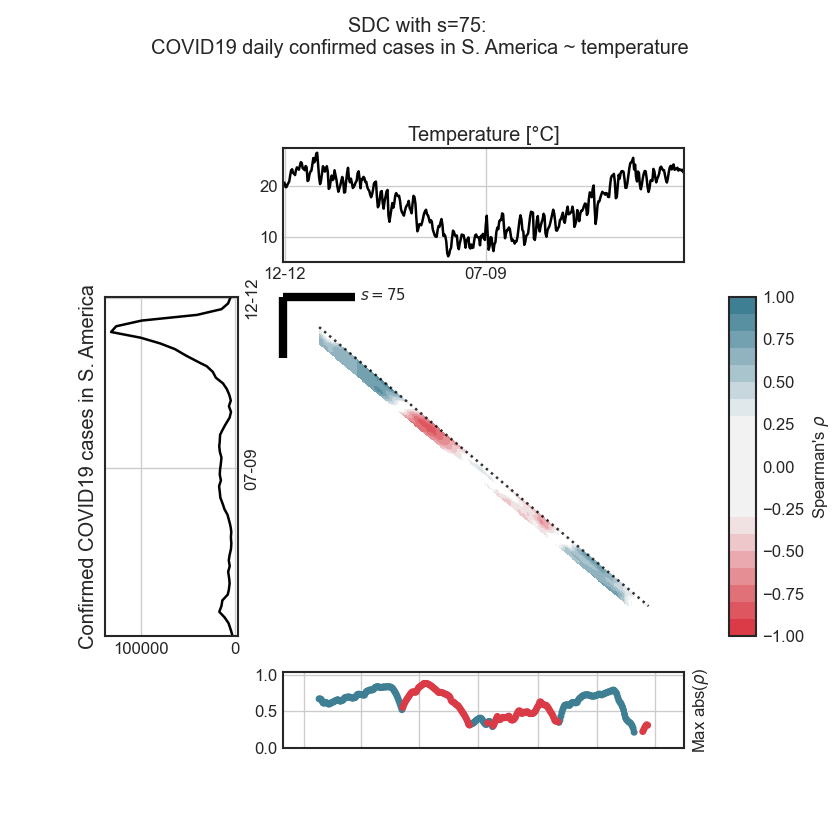 SDC with s=75:
COVID19 daily confirmed cases in S. America ~ temperature
Temperature [°C]
20
10
12-12
07-09
Confirmed COVID19 cases in S. America
12-12
07-09
100000
0
s = 75
1.00
0.75
0.50
0.25
0.00
−0.25
−0.50
−0.75
−1.00
Spearman's ρ
1.0
0.5
0.0
Max abs(ρ)